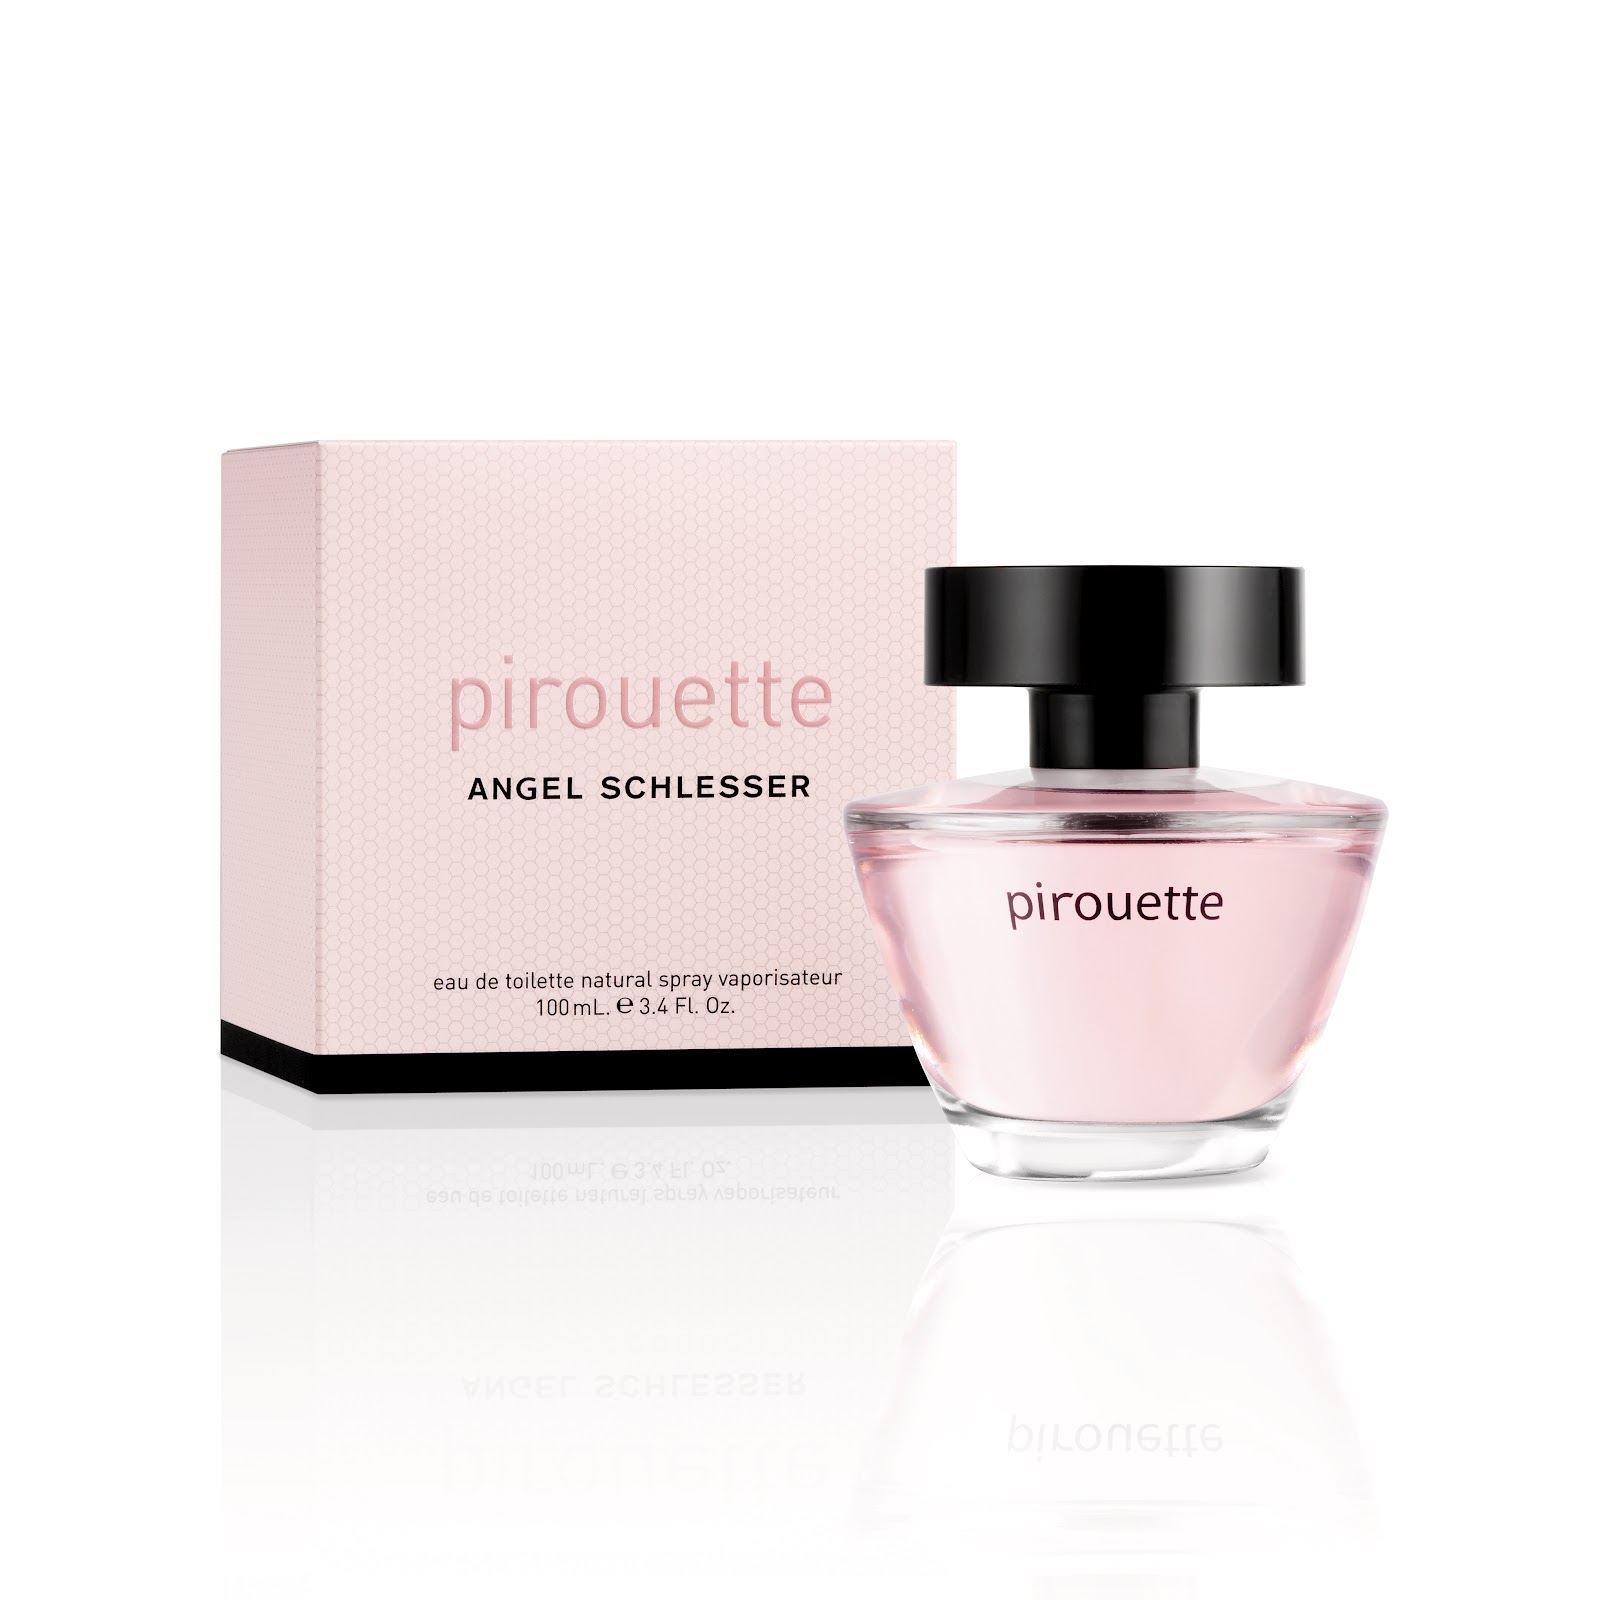 pirouette
ANGEL SCHLESSER
eau de toilette natural spray vaporisateur
100 mL. ℮ 3.4 Fl. Oz.
pirouette